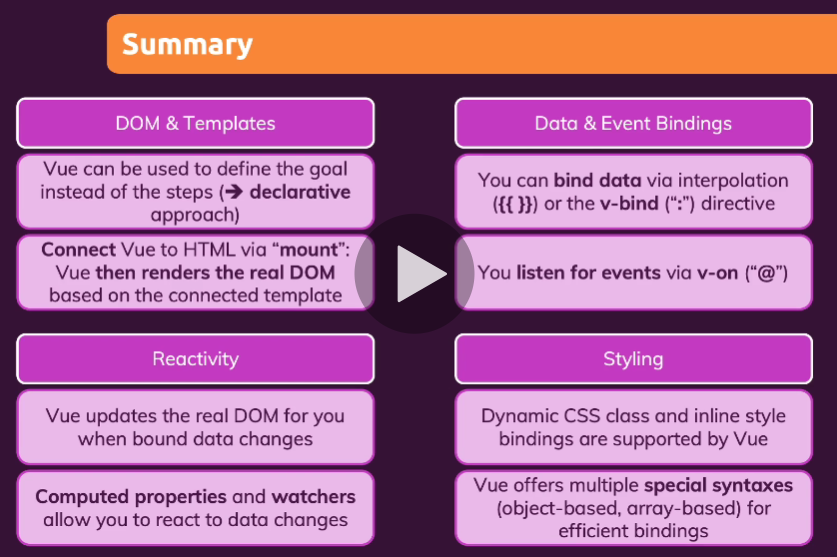 Summary
DOM & Templates
Vue can be used to define the goal
instead of the steps (➔ declarative
approach)
Connect Vue to HTML via “mount”:
Vue then renders the real DOM
based on the connected template
Data & Event Bindings
You can bind data via interpolation
({{ }}) or the v-bind (“:”) directive
You listen for events via v-on (“@”)
Reactivity
Vue updates the real DOM for you
when bound data changes
Computed properties and watchers
allow you to react to data changes
Styling
Dynamic CSS class and inline style
bindings are supported by Vue
Vue offers multiple special syntaxes
(object-based, array-based) for
efficient bindings